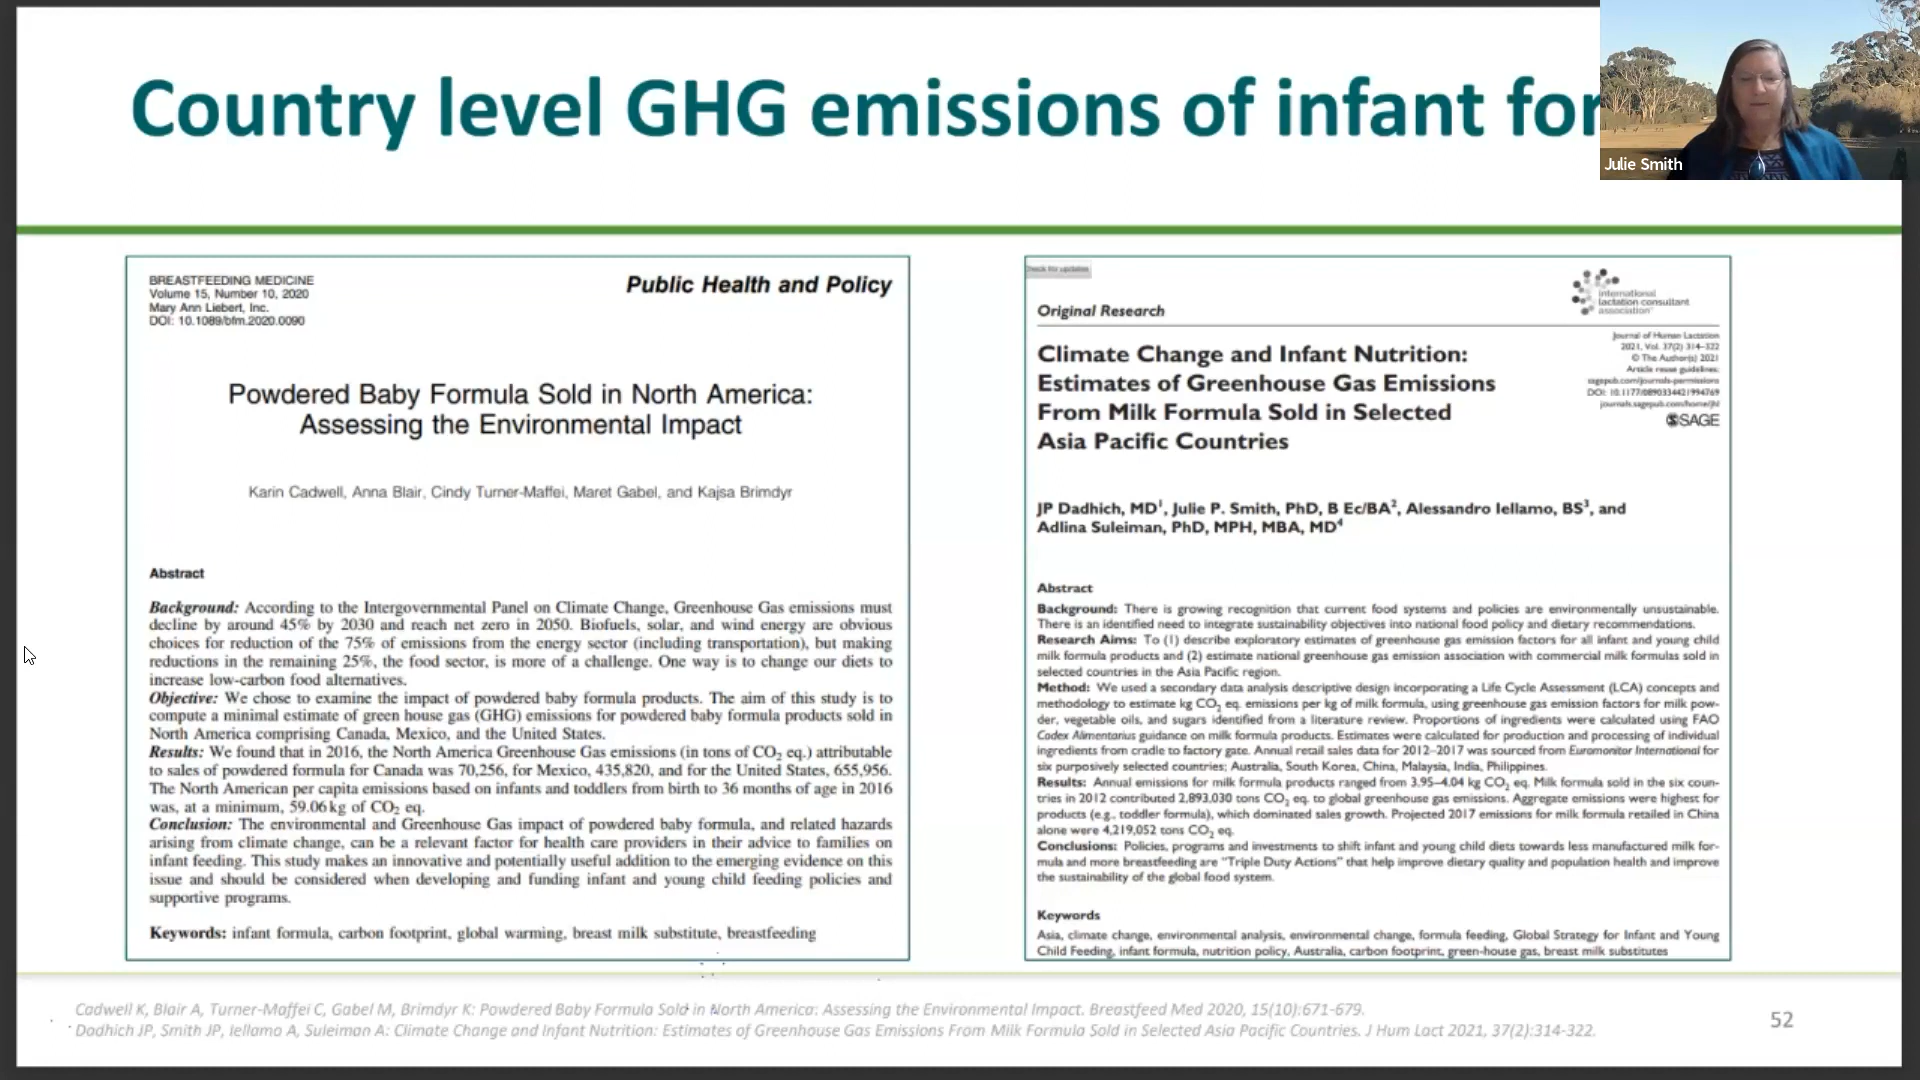 Country level GHG emissions of infant for
Julie Smith
BREASTFEEDING MEDICINE
Volume 15, Number 10, 2020
Mary Ann Liebert, Inc.
DOI: 10.1089/bfm.2020.0090
Public Health and Policy
Powdered Baby Formula Sold in North America:
Assessing the Environmental Impact
Karin Cadwell, Anna Blair, Cindy Turner-Maffei, Maret Gabel, and Kajsa Brimdyr
Abstract
Background: According to the Intergovernmental Panel on Climate Change, Greenhouse Gas emissions must
decline by around 45% by 2030 and reach net zero in 2050. Biofuels, solar, and wind energy are obvious
choices for reduction of the 75% of emissions from the energy sector (including transportation), but making
reductions in the remaining 25%, the food sector, is more of a challenge. One way is to change our diets to
increase low-carbon food alternatives.
Objective: We chose to examine the impact of powdered baby formula products. The aim of this study is to
compute a minimal estimate of green house gas (GHG) emissions for powdered baby formula products sold in
North America comprising Canada, Mexico, and the United States.
Results: We found that in 2016, the North America Greenhouse Gas emissions (in tons of CO₂ eq.) attributable
to sales of powdered formula for Canada was 70,256, for Mexico, 435,820, and for the United States, 655,956.
The North American per capita emissions based on infants and toddlers from birth to 36 months of age in 2016
was, at a minimum, 59.06 kg of CO₂ eq.
Conclusion: The environmental and Greenhouse Gas impact of powdered baby formula, and related hazards
arising from climate change, can be a relevant factor for health care providers in their advice to families on
infant feeding. This study makes an innovative and potentially useful addition to the emerging evidence on this
issue and should be considered when developing and funding infant and young child feeding policies and
supportive programs.
Keywords: infant formula, carbon footprint, global warming, breast milk substitute, breastfeeding
Check for updates
Original Research
international
lactation consultant
association
Journal of Human Lactation
2021, Vol. 37(2) 314–322
© The Author(s) 2021
Article reuse guidelines:
sagepub.com/journals-permissions
DOI: 10.1177/0890334421994769
journals.sagepub.com/home/jhl
SAGE
Climate Change and Infant Nutrition:
Estimates of Greenhouse Gas Emissions
From Milk Formula Sold in Selected
Asia Pacific Countries
JP Dadhich, MD¹, Julie P. Smith, PhD, B Ec/BA², Alessandro Iellamo, BS³, and
Adlina Suleiman, PhD, MPH, MBA, MD⁴
Abstract
Background: There is growing recognition that current food systems and policies are environmentally unsustainable.
There is an identified need to integrate sustainability objectives into national food policy and dietary recommendations.
Research Aims: To (1) describe exploratory estimates of greenhouse gas emission factors for all infant and young child
milk formula products and (2) estimate national greenhouse gas emission association with commercial milk formulas sold in
selected countries in the Asia Pacific region.
Method: We used a secondary data analysis descriptive design incorporating a Life Cycle Assessment (LCA) concepts and
methodology to estimate kg CO₂ eq. emissions per kg of milk formula, using greenhouse gas emission factors for milk pow-
der, vegetable oils, and sugars identified from a literature review. Proportions of ingredients were calculated using FAO
Codex Alimentarius guidance on milk formula products. Estimates were calculated for production and processing of individual
ingredients from cradle to factory gate. Annual retail sales data for 2012–2017 was sourced from Euromonitor International for
six purposively selected countries; Australia, South Korea, China, Malaysia, India, Philippines.
Results: Annual emissions for milk formula products ranged from 3.95–4.04 kg CO₂ eq. Milk formula sold in the six coun-
tries in 2012 contributed 2,893,030 tons CO₂ eq. to global greenhouse gas emissions. Aggregate emissions were highest for
products (e.g., toddler formula), which dominated sales growth. Projected 2017 emissions for milk formula retailed in China
alone were 4,219,052 tons CO₂ eq.
Conclusions: Policies, programs and investments to shift infant and young child diets towards less manufactured milk for-
mula and more breastfeeding are "Triple Duty Actions" that help improve dietary quality and population health and improve
the sustainability of the global food system.
Keywords
Asia, climate change, environmental analysis, environmental change, formula feeding, Global Strategy for Infant and Young
Child Feeding, infant formula, nutrition policy, Australia, carbon footprint, green-house gas, breast milk substitutes
Cadwell K, Blair A, Turner-Maffei C, Gabel M, Brimdyr K: Powdered Baby Formula Sold in North America: Assessing the Environmental Impact. Breastfeed Med 2020, 15(10):671-679.
Dadhich JP, Smith JP, Iellamo A, Suleiman A: Climate Change and Infant Nutrition: Estimates of Greenhouse Gas Emissions From Milk Formula Sold in Selected Asia Pacific Countries. J Hum Lact 2021, 37(2):314-322.
52